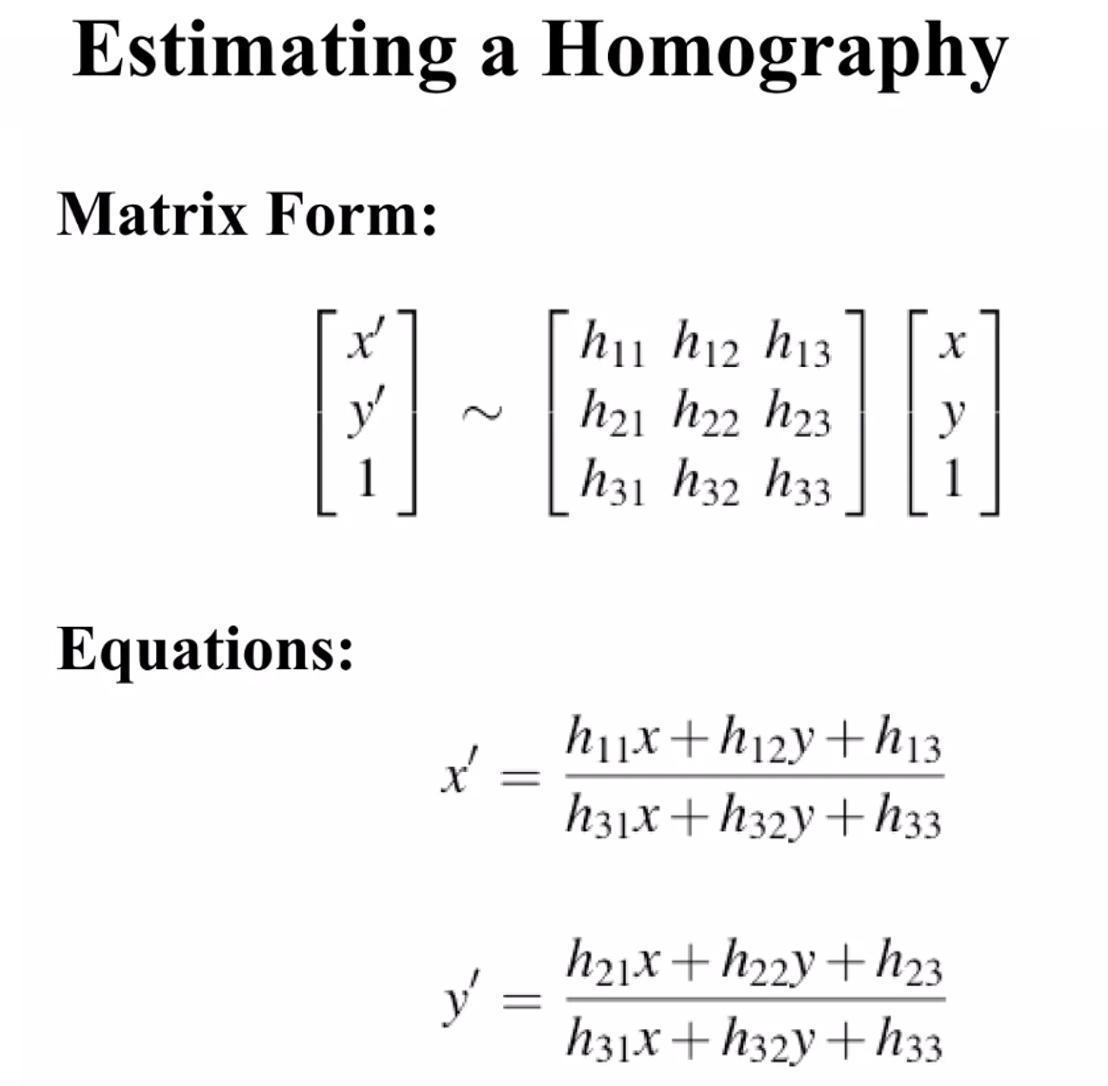 Estimating a Homography
Matrix Form:
[x′ y′ 1] ∼ [h11 h12 h13; h21 h22 h23; h31 h32 h33] [x y 1]
Equations:
x′ = (h11x + h12y + h13) / (h31x + h32y + h33)
y′ = (h21x + h22y + h23) / (h31x + h32y + h33)